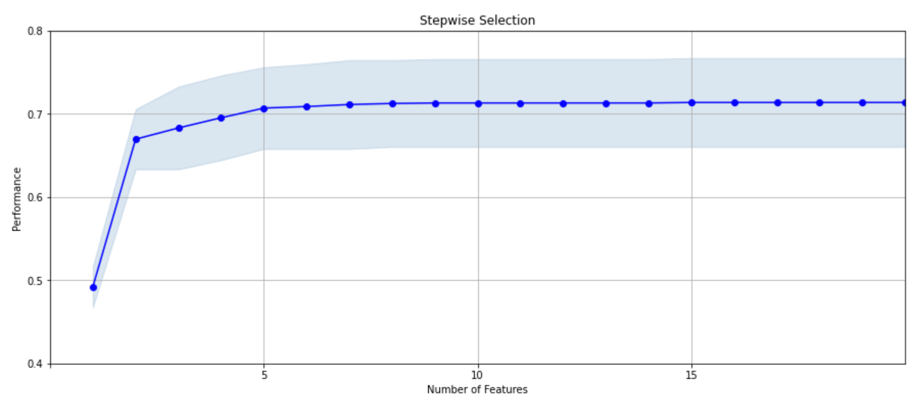 Stepwise Selection
0.8
0.7
0.6
0.5
0.4
Performance
5 10 15
Number of Features